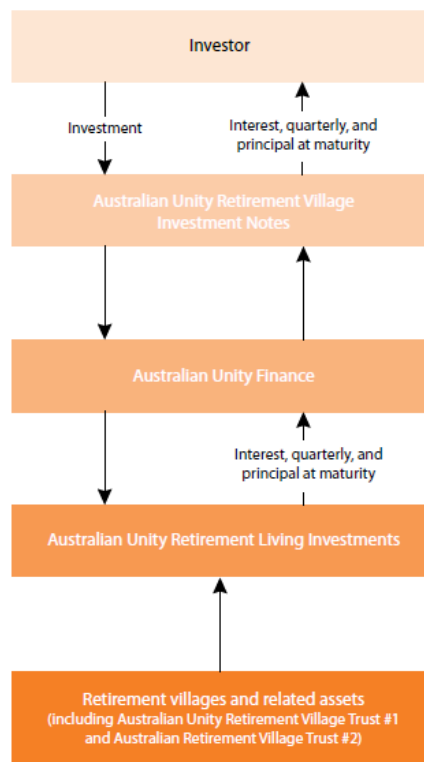 Investor
Investment
Interest, quarterly, and
principal at maturity
Australian Unity Retirement Village
Investment Notes
Australian Unity Finance
Interest, quarterly, and
principal at maturity
Australian Unity Retirement Living Investments
Retirement villages and related assets
(including Australian Unity Retirement Village Trust #1
and Australian Retirement Village Trust #2)